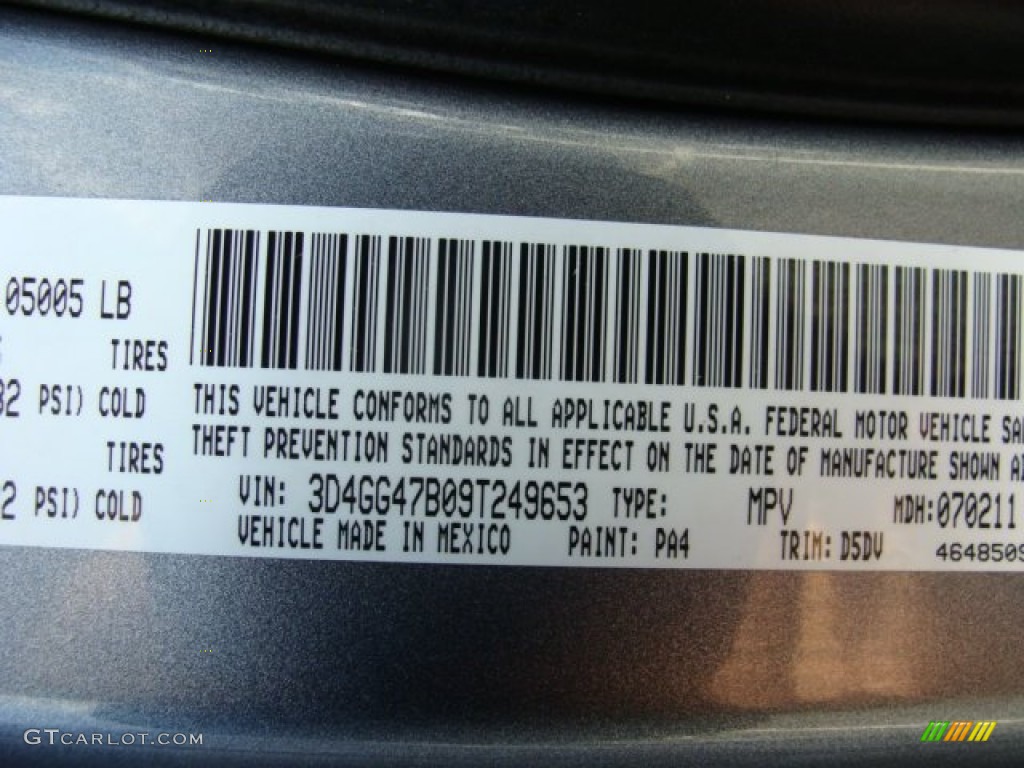 05005 LB
TIRES
PSI) COLD
TIRES
PSI) COLD
THIS VEHICLE CONFORMS TO ALL APPLICABLE U.S.A. FEDERAL MOTOR VEHICLE
THEFT PREVENTION STANDARDS IN EFFECT ON THE DATE OF MANUFACTURE SHOWN
VIN: 3D4GG47B09T249653 TYPE: MPV MDH:070211
VEHICLE MADE IN MEXICO PAINT: PA4 TRIM: D5DV 4648509
GTCARLOT.COM